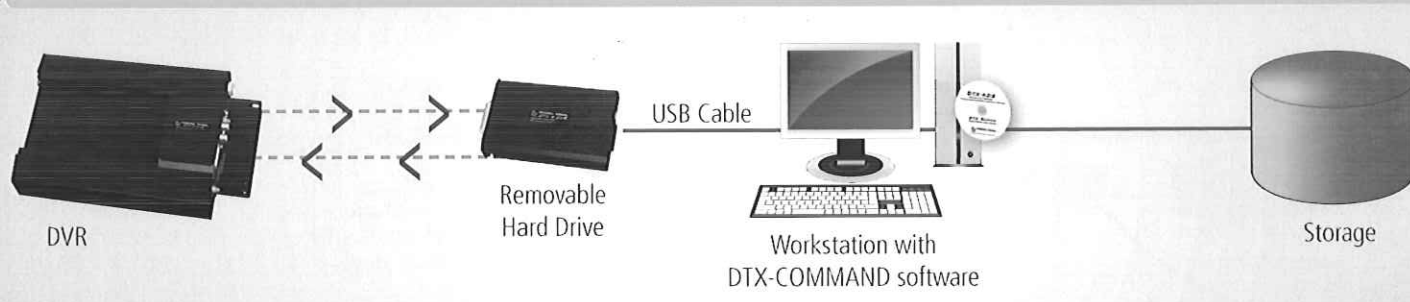 DVR
Removable
Hard Drive
USB Cable
Workstation with
DTX-COMMAND software
Storage